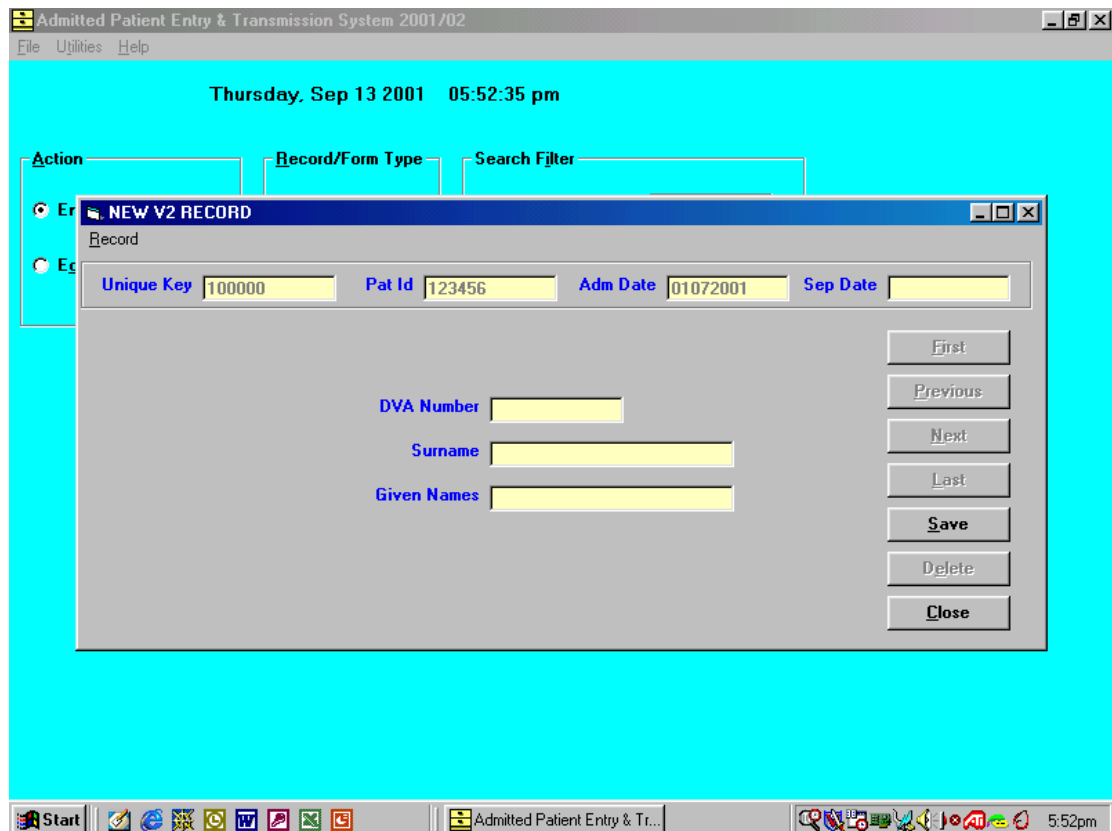 Admitted Patient Entry & Transmission System 2001/02
File Utilities Help
Thursday, Sep 13 2001 05:52:35 pm
Action Record/Form Type Search Filter
NEW V2 RECORD
Record
Unique Key 100000 Pat Id 123456 Adm Date 01072001 Sep Date
First
Previous
DVA Number
Next
Surname
Last
Given Names
Save
Delete
Close
Start Admitted Patient Entry & Tr... 5:52pm